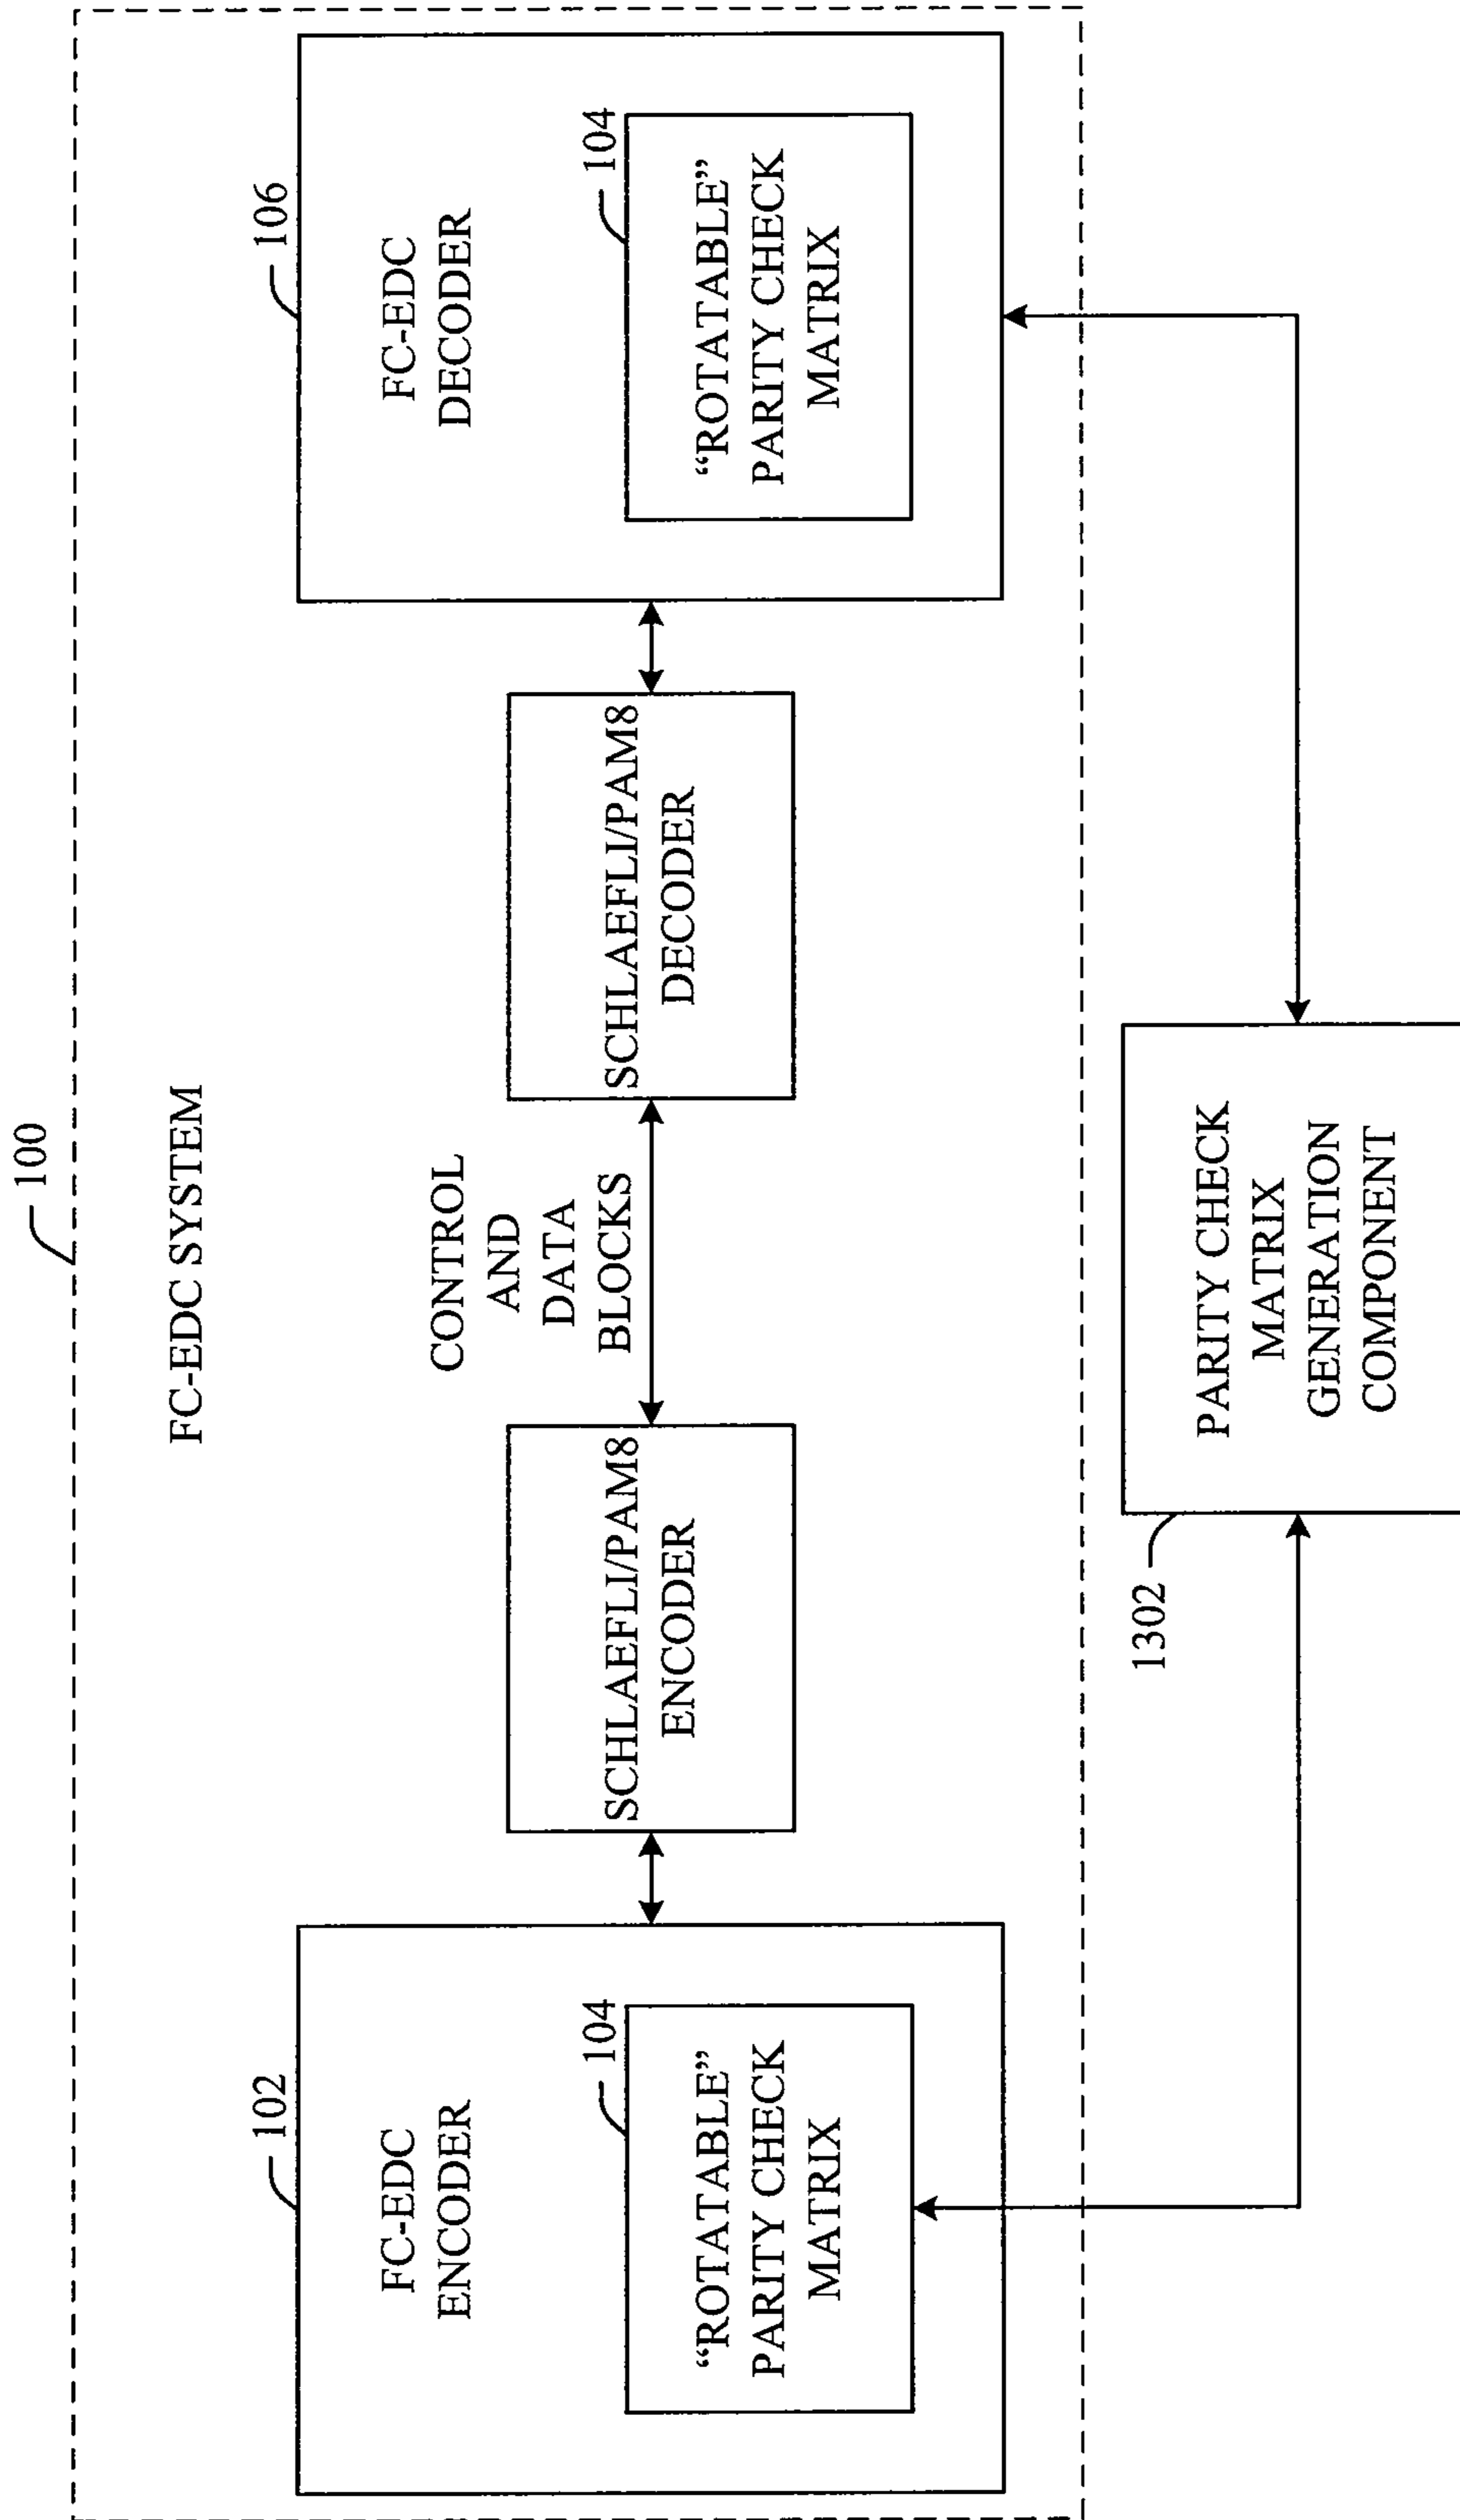 100
FC-EDC SYSTEM
102
FC-EDC
ENCODER
104
“ROTATABLE”
PARITY CHECK
MATRIX
SCHLAEFLI/PAM8
ENCODER
CONTROL
AND
DATA
BLOCKS
SCHLAEFLI/PAM8
DECODER
106
FC-EDC
DECODER
104
“ROTATABLE”
PARITY CHECK
MATRIX
1302
PARITY CHECK
MATRIX
GENERATION
COMPONENT